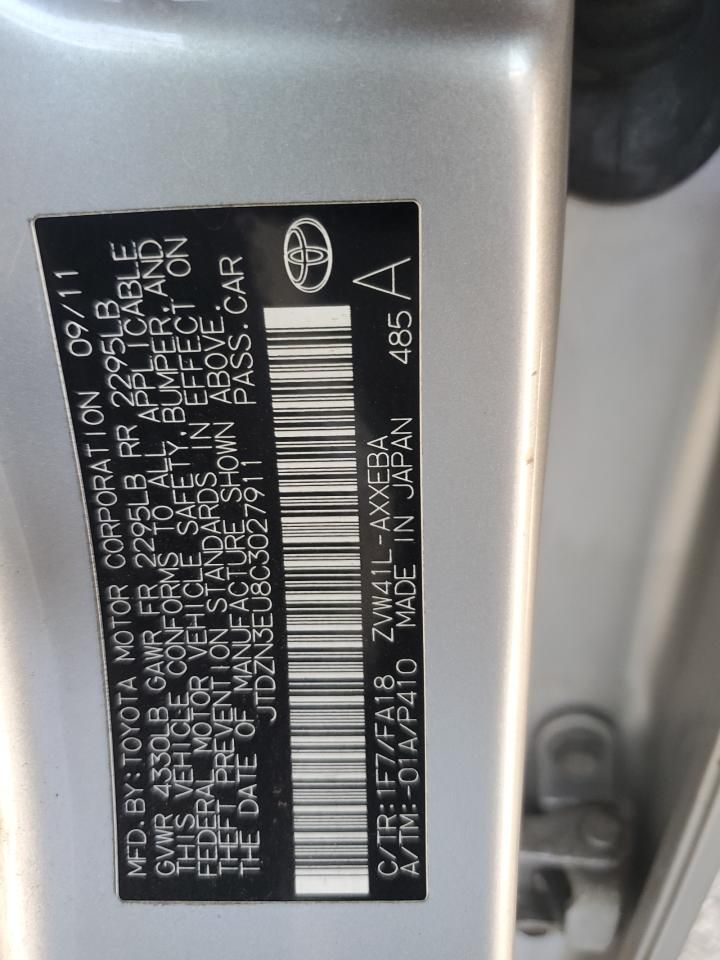 MFD. BY: TOYOTA MOTOR CORPORATION 09/11
GVWR 4330LB GAWR FR 2295LB RR 2295LB
THIS VEHICLE CONFORMS TO ALL APPLICABLE
FEDERAL MOTOR VEHICLE SAFETY, BUMPER, AND
THEFT PREVENTION STANDARDS IN EFFECT ON
THE DATE OF MANUFACTURE SHOWN ABOVE.
JTDZN3EU8C3027911 PASS. CAR
C/TR: 1F7/FA18 ZVW41L -AXXEBA
A/TM: -01A/P410 MADE IN JAPAN 485 A